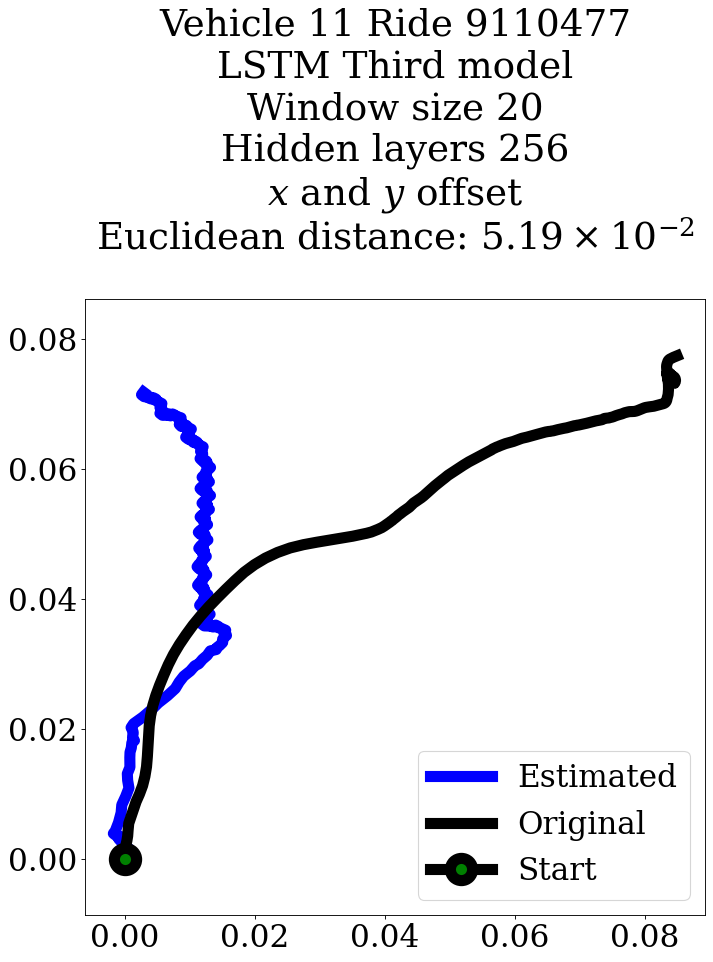 Vehicle 11 Ride 9110477
LSTM Third model
Window size 20
Hidden layers 256
x and y offset
Euclidean distance: 5.19 × 10⁻²
0.08
0.06
0.04
0.02
0.00
Estimated
Original
Start
0.00 0.02 0.04 0.06 0.08